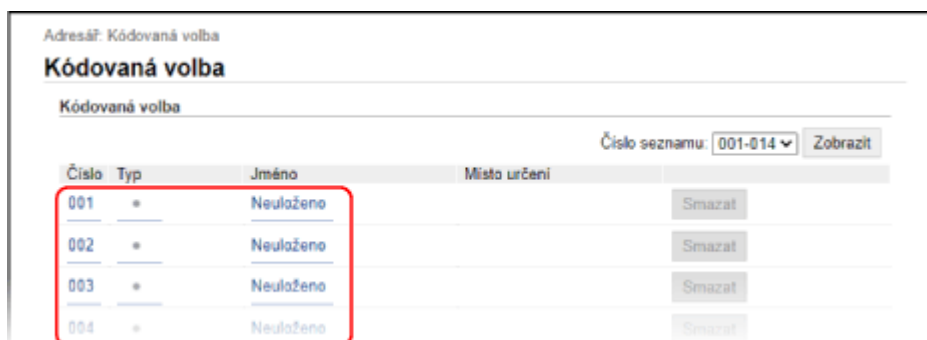 Adresář: Kódovaná volba
Kódovaná volba
Kódovaná volba
Číslo seznamu: 001-014 Zobrazit
Číslo Typ Jméno Místo určení
001 Neuloženo Smazat
002 Neuloženo Smazat
003 Neuloženo Smazat
004 Neuloženo Smazat